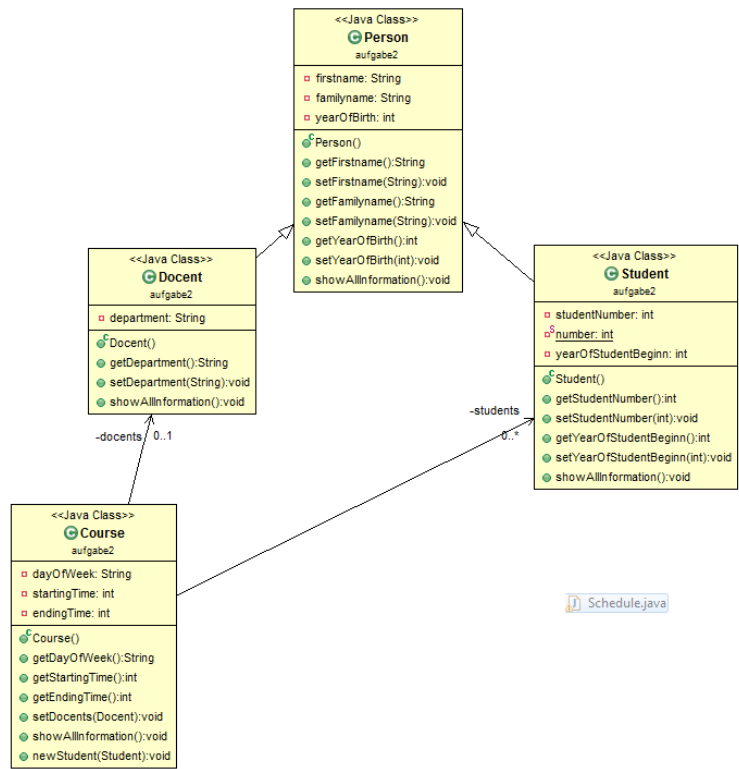 <<Java Class>>
Person
aufgabe2
firstname: String
familyname: String
yearOfBirth: int
Person()
getFirstname():String
setFirstname(String):void
getFamilyname():String
setFamilyname(String):void
getYearOfBirth():int
setYearOfBirth(int):void
showAllInformation():void
<<Java Class>>
Docent
aufgabe2
department: String
Docent()
getDepartment():String
setDepartment(String):void
showAllInformation():void
<<Java Class>>
Student
aufgabe2
studentNumber: int
number: int
yearOfStudentBeginn: int
Student()
getStudentNumber():int
setStudentNumber(int):void
getYearOfStudentBeginn():int
setYearOfStudentBeginn(int):void
showAllInformation():void
-docents 0..1
-students
0..*
<<Java Class>>
Course
aufgabe2
dayOfWeek: String
startingTime: int
endingTime: int
Course()
getDayOfWeek():String
getStartingTime():int
getEndingTime():int
setDocents(Docent):void
showAllInformation():void
newStudent(Student):void
Schedule.java